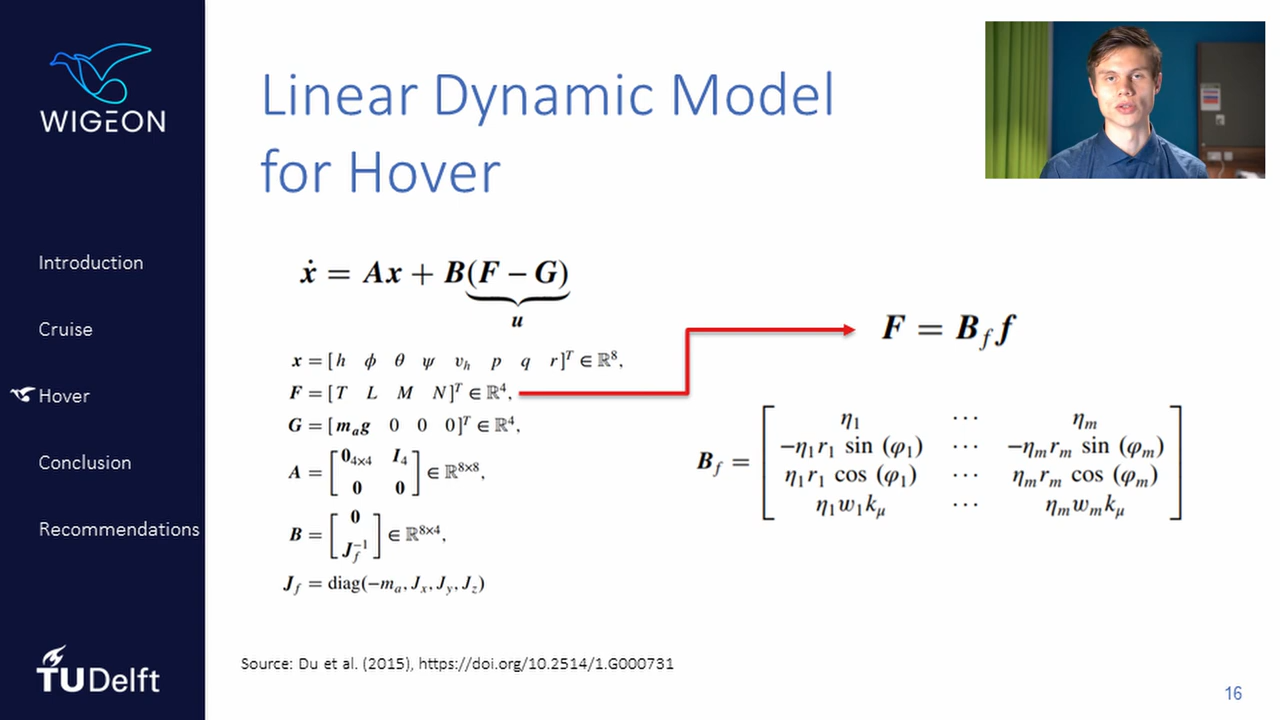 WIGEON
Linear Dynamic Model
for Hover
Introduction
Cruise
Hover
Conclusion
Recommendations
TUDelft
ẋ = Ax + B(F − G)
u
x = [h ϕ θ ψ v_h p q r]^T ∈ ℝ^8,
F = [T L M N]^T ∈ ℝ^4,
G = [m_a g 0 0 0]^T ∈ ℝ^4,
A = [0_{4×4} I_4
0 0] ∈ ℝ^{8×8},
B = [0
J_f^{-1}] ∈ ℝ^{8×4},
J_f = diag(−m_a, J_x, J_y, J_z)
F = B_f f
B_f = [η_1 ⋯ η_m
−η_1 r_1 sin (φ_1) ⋯ −η_m r_m sin (φ_m)
η_1 r_1 cos (φ_1) ⋯ η_m r_m cos (φ_m)
η_1 w_1 k_μ ⋯ η_m w_m k_μ]
Source: Du et al. (2015), https://doi.org/10.2514/1.G000731
16